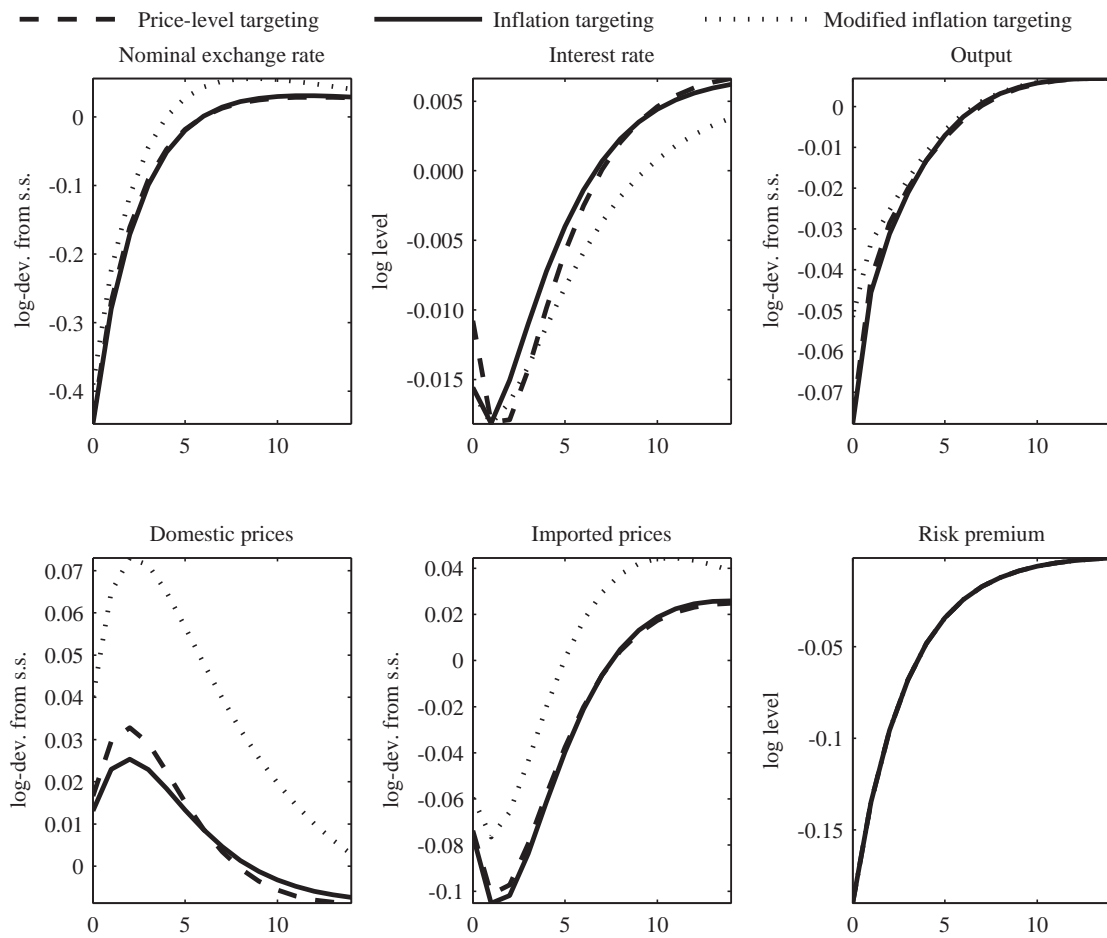 Price-level targeting Inflation targeting Modified inflation targeting
Nominal exchange rate
log-dev. from s.s.
0
-0.1
-0.2
-0.3
-0.4
0 5 10
Interest rate
log level
0.005
0.000
-0.005
-0.010
-0.015
0 5 10
Output
log-dev. from s.s.
0
-0.01
-0.02
-0.03
-0.04
-0.05
-0.06
-0.07
0 5 10
Domestic prices
log-dev. from s.s.
0.07
0.06
0.05
0.04
0.03
0.02
0.01
0
0 5 10
Imported prices
log-dev. from s.s.
0.04
0.02
0
-0.02
-0.04
-0.06
-0.08
-0.1
0 5 10
Risk premium
log level
-0.05
-0.1
-0.15
0 5 10